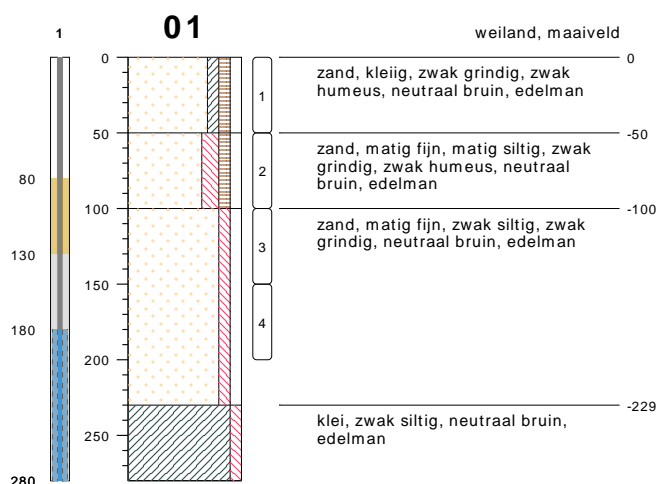 1
01
weiland, maaiveld
0
0
zand, kleiig, zwak grindig, zwak
humeus, neutraal bruin, edelman
1
50
-50
zand, matig fijn, matig siltig, zwak
grindig, zwak humeus, neutraal
bruin, edelman
2
80
100
-100
zand, matig fijn, zwak siltig, zwak
grindig, neutraal bruin, edelman
3
130
150
4
180
200
-229
klei, zwak siltig, neutraal bruin,
edelman
250
280